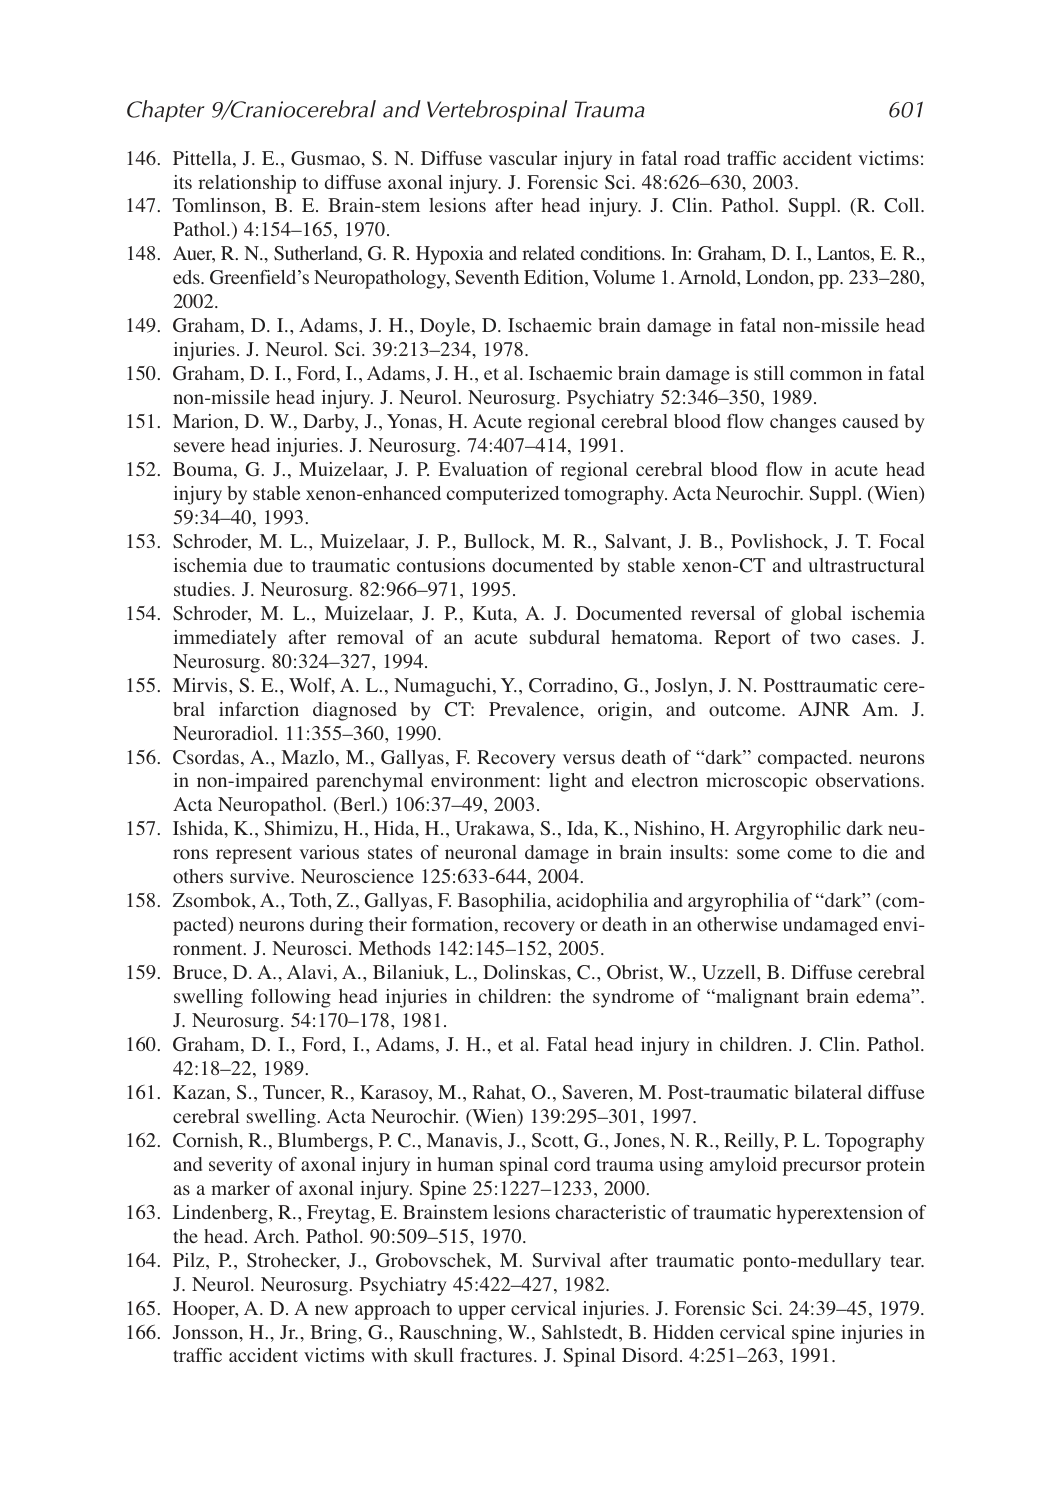 Chapter 9/Craniocerebral and Vertebrospinal Trauma 601
146. Pittella, J. E., Gusmao, S. N. Diffuse vascular injury in fatal road traffic accident victims:
its relationship to diffuse axonal injury. J. Forensic Sci. 48:626–630, 2003.
147. Tomlinson, B. E. Brain-stem lesions after head injury. J. Clin. Pathol. Suppl. (R. Coll.
Pathol.) 4:154–165, 1970.
148. Auer, R. N., Sutherland, G. R. Hypoxia and related conditions. In: Graham, D. I., Lantos, E. R.,
eds. Greenfield’s Neuropathology, Seventh Edition, Volume 1. Arnold, London, pp. 233–280,
2002.
149. Graham, D. I., Adams, J. H., Doyle, D. Ischaemic brain damage in fatal non-missile head
injuries. J. Neurol. Sci. 39:213–234, 1978.
150. Graham, D. I., Ford, I., Adams, J. H., et al. Ischaemic brain damage is still common in fatal
non-missile head injury. J. Neurol. Neurosurg. Psychiatry 52:346–350, 1989.
151. Marion, D. W., Darby, J., Yonas, H. Acute regional cerebral blood flow changes caused by
severe head injuries. J. Neurosurg. 74:407–414, 1991.
152. Bouma, G. J., Muizelaar, J. P. Evaluation of regional cerebral blood flow in acute head
injury by stable xenon-enhanced computerized tomography. Acta Neurochir. Suppl. (Wien)
59:34–40, 1993.
153. Schroder, M. L., Muizelaar, J. P., Bullock, M. R., Salvant, J. B., Povlishock, J. T. Focal
ischemia due to traumatic contusions documented by stable xenon-CT and ultrastructural
studies. J. Neurosurg. 82:966–971, 1995.
154. Schroder, M. L., Muizelaar, J. P., Kuta, A. J. Documented reversal of global ischemia
immediately after removal of an acute subdural hematoma. Report of two cases. J.
Neurosurg. 80:324–327, 1994.
155. Mirvis, S. E., Wolf, A. L., Numaguchi, Y., Corradino, G., Joslyn, J. N. Posttraumatic cere-
bral infarction diagnosed by CT: Prevalence, origin, and outcome. AJNR Am. J.
Neuroradiol. 11:355–360, 1990.
156. Csordas, A., Mazlo, M., Gallyas, F. Recovery versus death of “dark” compacted. neurons
in non-impaired parenchymal environment: light and electron microscopic observations.
Acta Neuropathol. (Berl.) 106:37–49, 2003.
157. Ishida, K., Shimizu, H., Hida, H., Urakawa, S., Ida, K., Nishino, H. Argyrophilic dark neu-
rons represent various states of neuronal damage in brain insults: some come to die and
others survive. Neuroscience 125:633-644, 2004.
158. Zsombok, A., Toth, Z., Gallyas, F. Basophilia, acidophilia and argyrophilia of “dark” (com-
pacted) neurons during their formation, recovery or death in an otherwise undamaged envi-
ronment. J. Neurosci. Methods 142:145–152, 2005.
159. Bruce, D. A., Alavi, A., Bilaniuk, L., Dolinskas, C., Obrist, W., Uzzell, B. Diffuse cerebral
swelling following head injuries in children: the syndrome of “malignant brain edema”.
J. Neurosurg. 54:170–178, 1981.
160. Graham, D. I., Ford, I., Adams, J. H., et al. Fatal head injury in children. J. Clin. Pathol.
42:18–22, 1989.
161. Kazan, S., Tuncer, R., Karasoy, M., Rahat, O., Saveren, M. Post-traumatic bilateral diffuse
cerebral swelling. Acta Neurochir. (Wien) 139:295–301, 1997.
162. Cornish, R., Blumbergs, P. C., Manavis, J., Scott, G., Jones, N. R., Reilly, P. L. Topography
and severity of axonal injury in human spinal cord trauma using amyloid precursor protein
as a marker of axonal injury. Spine 25:1227–1233, 2000.
163. Lindenberg, R., Freytag, E. Brainstem lesions characteristic of traumatic hyperextension of
the head. Arch. Pathol. 90:509–515, 1970.
164. Pilz, P., Strohecker, J., Grobovschek, M. Survival after traumatic ponto-medullary tear.
J. Neurol. Neurosurg. Psychiatry 45:422–427, 1982.
165. Hooper, A. D. A new approach to upper cervical injuries. J. Forensic Sci. 24:39–45, 1979.
166. Jonsson, H., Jr., Bring, G., Rauschning, W., Sahlstedt, B. Hidden cervical spine injuries in
traffic accident victims with skull fractures. J. Spinal Disord. 4:251–263, 1991.